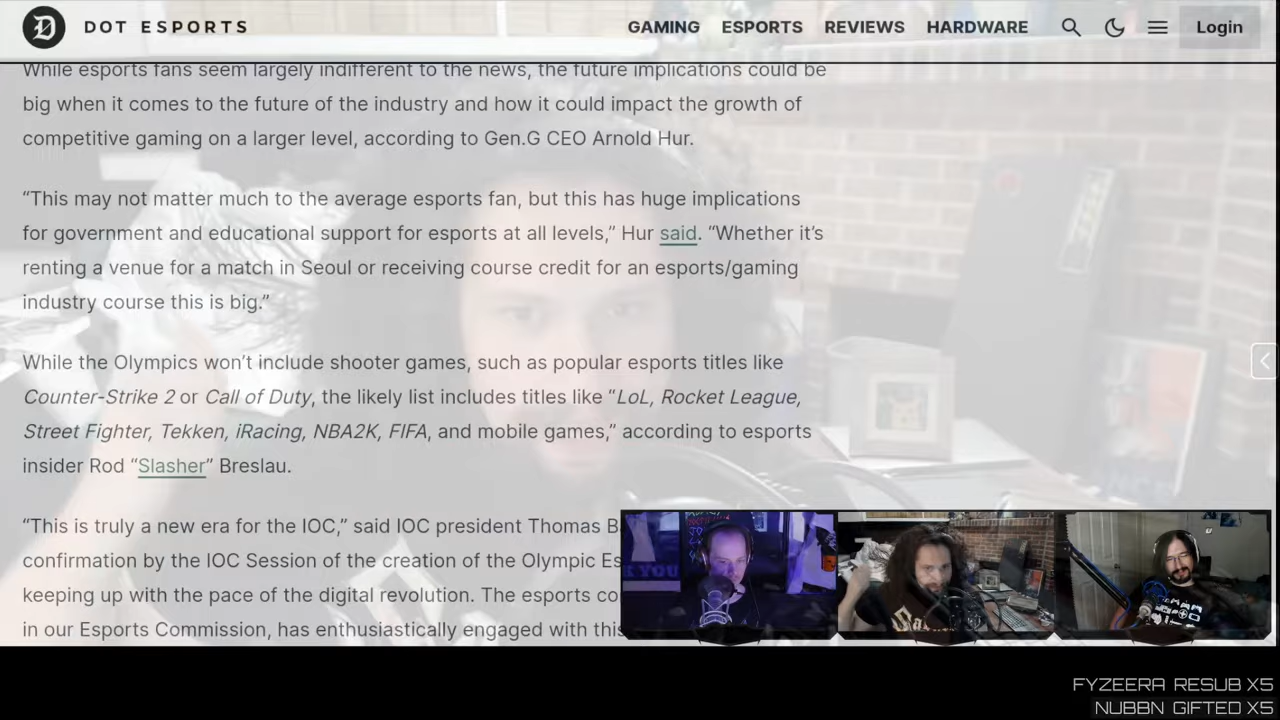 DOT ESPORTS
GAMING ESPORTS REVIEWS HARDWARE Login
While esports fans seem largely indifferent to the news, the future implications could be
big when it comes to the future of the industry and how it could impact the growth of
competitive gaming on a larger level, according to Gen.G CEO Arnold Hur.
“This may not matter much to the average esports fan, but this has huge implications
for government and educational support for esports at all levels,” Hur said. “Whether it’s
renting a venue for a match in Seoul or receiving course credit for an esports/gaming
industry course this is big.”
While the Olympics won’t include shooter games, such as popular esports titles like
Counter-Strike 2 or Call of Duty, the likely list includes titles like “LoL, Rocket League,
Street Fighter, Tekken, iRacing, NBA2K, FIFA, and mobile games,” according to esports
insider Rod “Slasher” Breslau.
“This is truly a new era for the IOC,” said IOC president Thomas B
confirmation by the IOC Session of the creation of the Olympic Es
keeping up with the pace of the digital revolution. The esports co
in our Esports Commission, has enthusiastically engaged with this
FYZEERA RESUB X5
NUBBN GIFTED X5